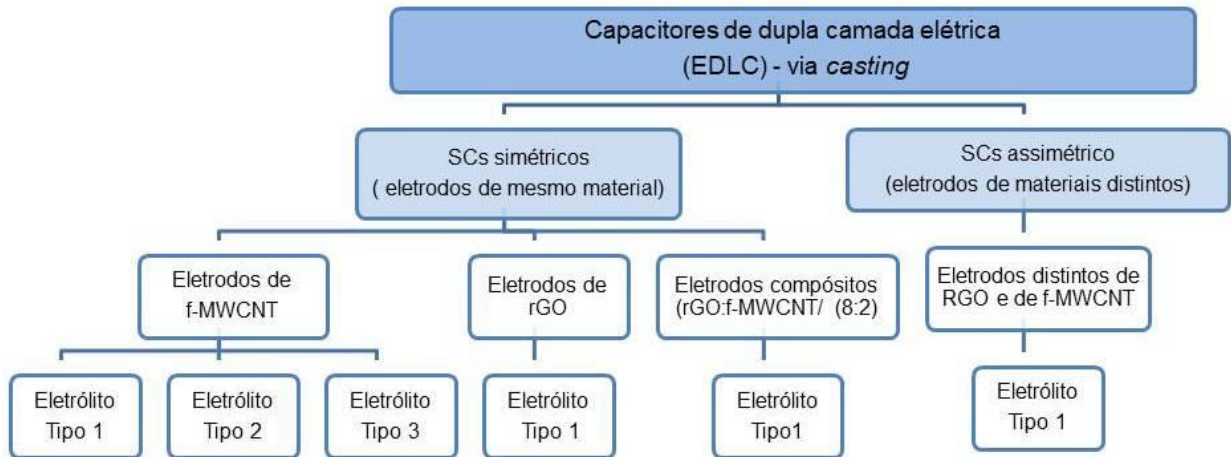 Capacitores de dupla camada elétrica
(EDLC) - via casting
SCs simétricos
( eletrodos de mesmo material)
SCs assimétrico
(eletrodos de materiais distintos)
Eletrodos de
f-MWCNT
Eletrodos de
rGO
Eletrodos compósitos
(rGO:f-MWCNT/ (8:2)
Eletrodos distintos de
RGO e de f-MWCNT
Eletrólito
Tipo 1
Eletrólito
Tipo 2
Eletrólito
Tipo 3
Eletrólito
Tipo 1
Eletrólito
Tipo1
Eletrólito
Tipo 1